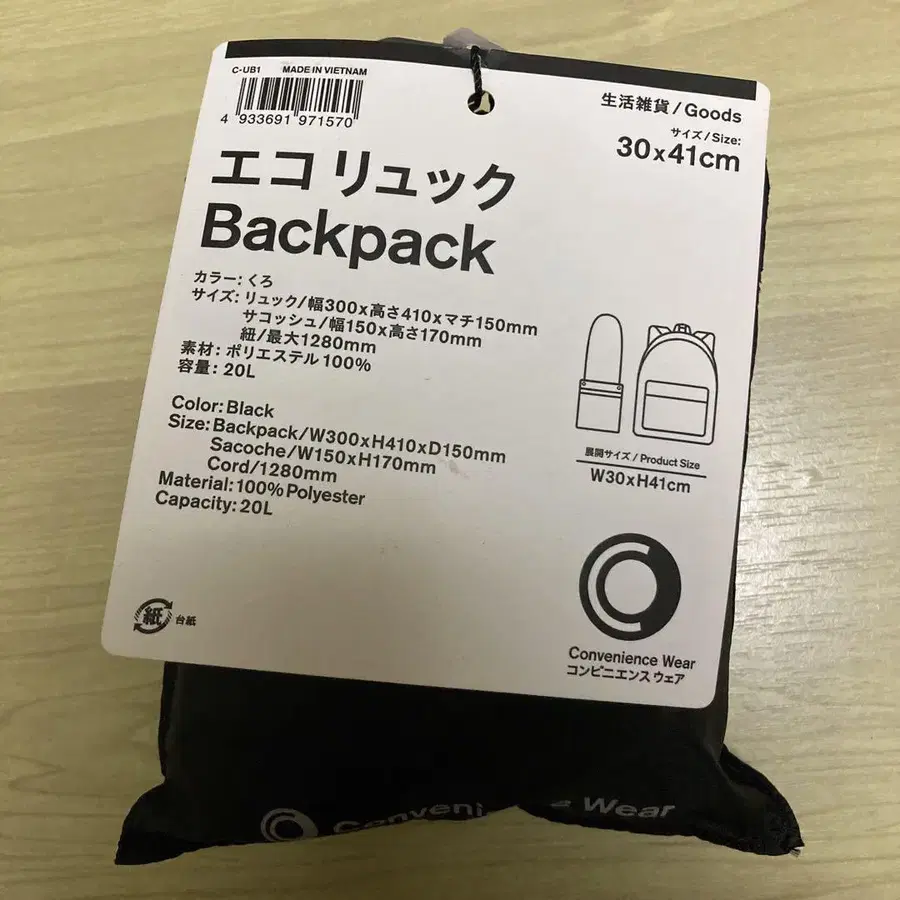 C-UB1 MADE IN VIETNAM
4 933691 971570
生活雑貨/Goods
サイズ/Size:
30x41cm
エコ リュック
Backpack
カラー: くろ
サイズ: リュック/幅300x高さ410xマチ150mm
サコッシュ/幅150x高さ170mm
紐/最大1280mm
素材: ポリエステル100%
容量: 20L
Color: Black
Size: Backpack/W300xH410xD150mm
Sacoche/W150xH170mm
Cord/1280mm
Material: 100% Polyester
Capacity: 20L
展開サイズ / Product Size
W30xH41cm
紙 台紙
Convenience Wear
コンビニエンス ウェア
Conveni e Wear